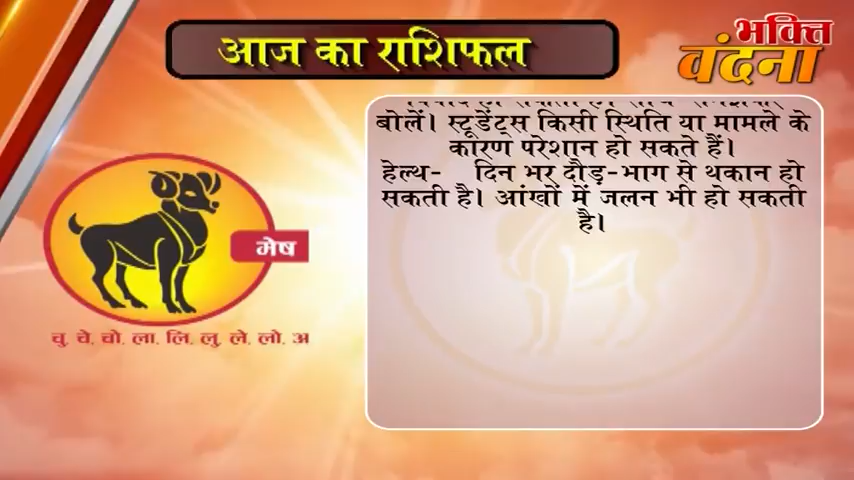 आज का राशिफल
भक्ति
वंदना
बोलें। स्टूडेंट्स किसी स्थिति या मामले के
कारण परेशान हो सकते हैं।
हेल्थ- दिन भर दौड़-भाग से थकान हो
सकती है। आंखों में जलन भी हो सकती
है।
मेष
चु, चे, चो, ला, लि, लु, ले, लो, अ